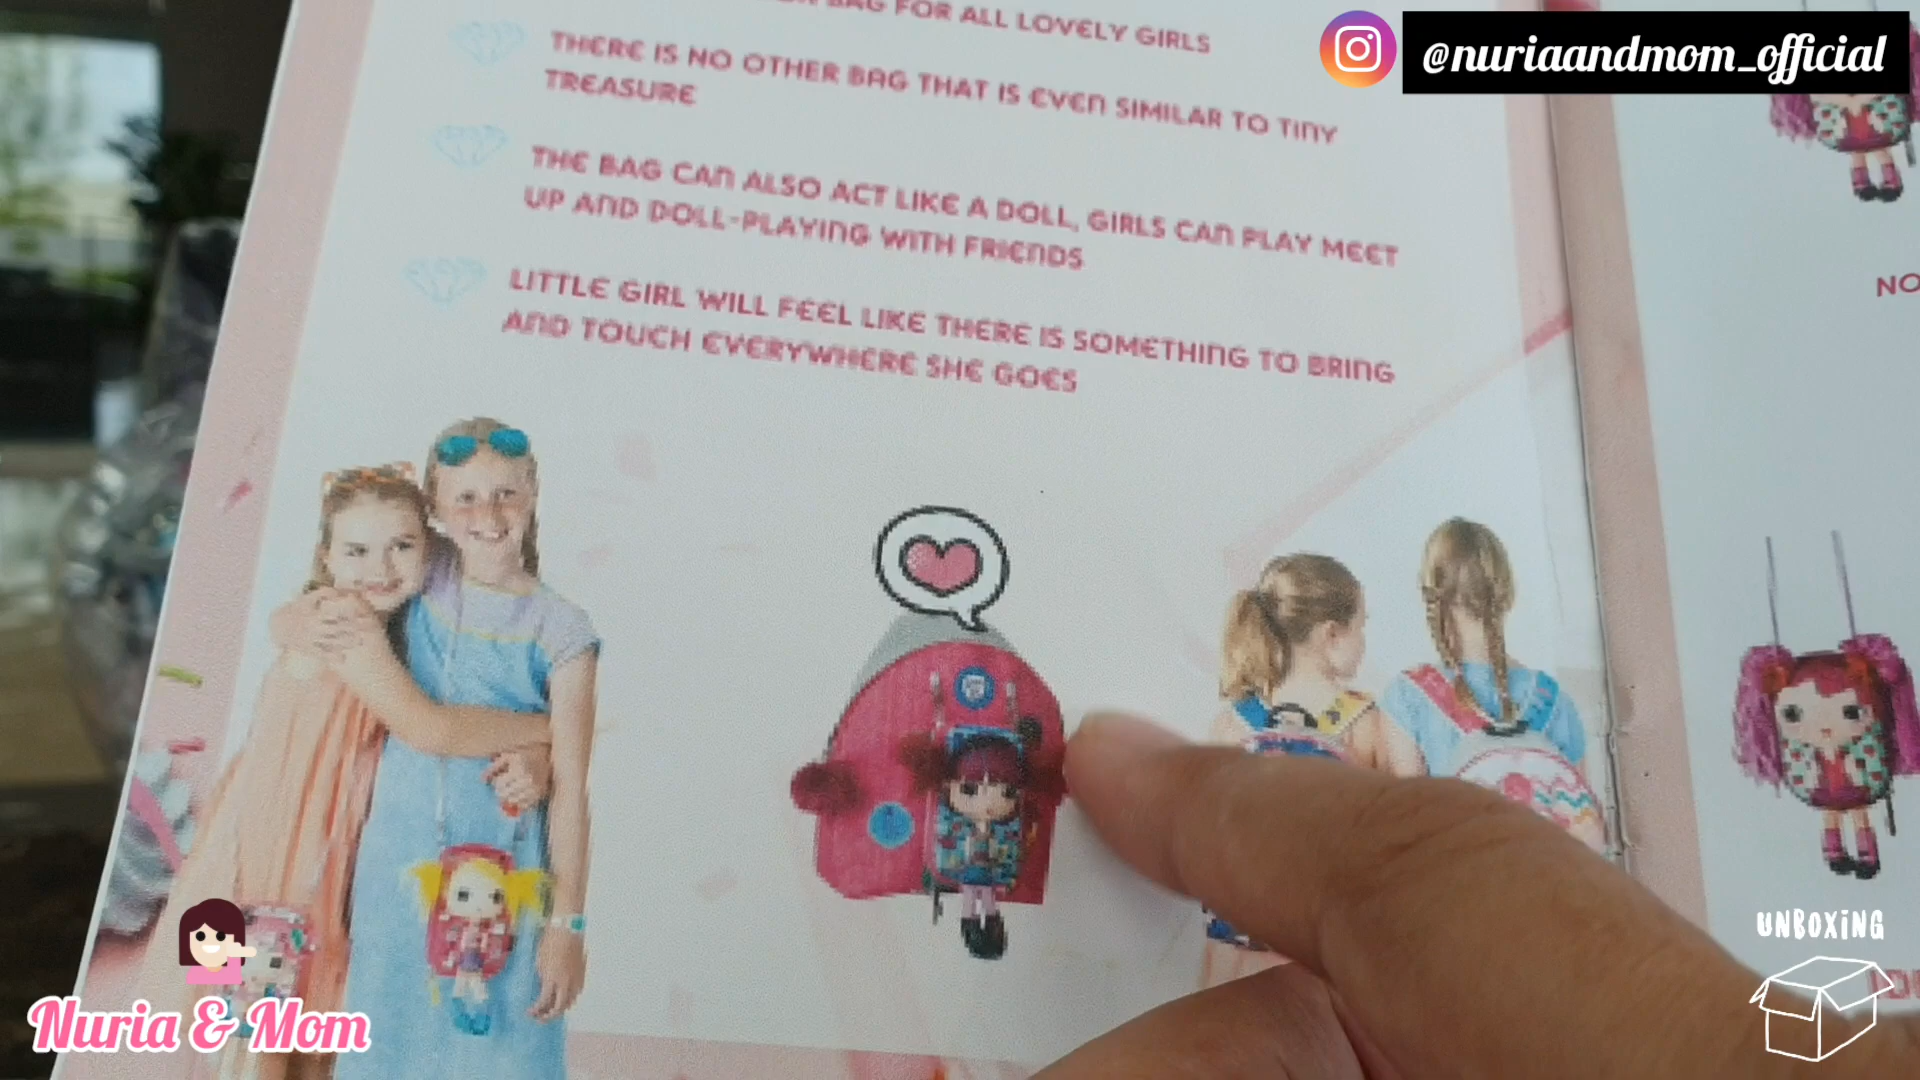 BAG FOR ALL LOVELY GIRLS
THERE IS NO OTHER BAG THAT IS EVEN SIMILAR TO TINY
TREASURE
THE BAG CAN ALSO ACT LIKE A DOLL, GIRLS CAN PLAY MEET
UP AND DOLL-PLAYING WITH FRIENDS
LITTLE GIRL WILL FEEL LIKE THERE IS SOMETHING TO BRING
AND TOUCH EVERYWHERE SHE GOES
@nuriaandmom_official
NO
Nuria & Mom
UNBOXING